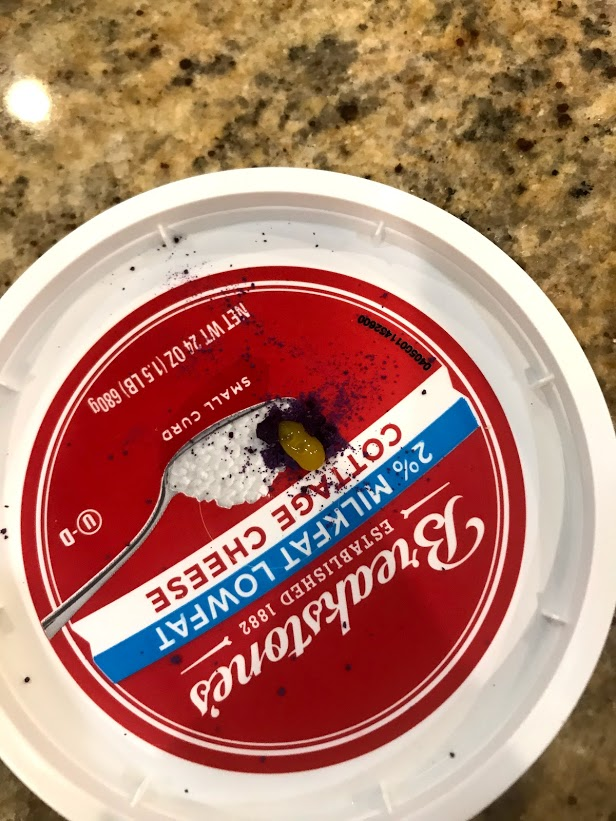 Breakstone's
ESTABLISHED 1882
2% MILKFAT LOWFAT
COTTAGE CHEESE
SMALL CURD
U-D
NET WT 24 OZ (1.5 LB) 680g